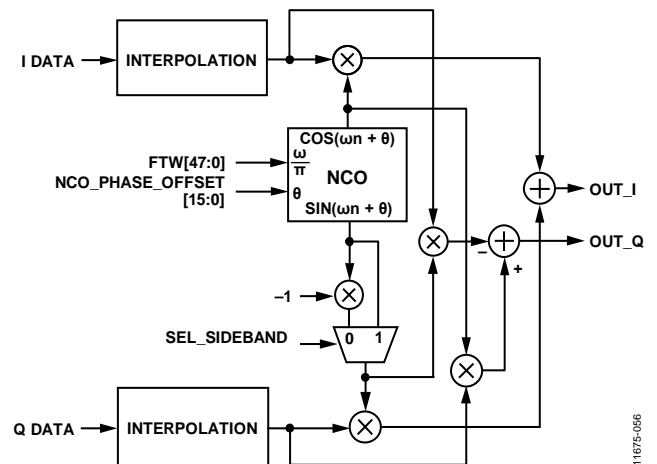 I DATA
INTERPOLATION
COS(ωn + θ)
FTW[47:0]
ω
π
NCO
NCO_PHASE_OFFSET
[15:0]
θ
SIN(ωn + θ)
OUT_I
–
OUT_Q
+
–1
SEL_SIDEBAND
0 1
Q DATA
INTERPOLATION
11675-056